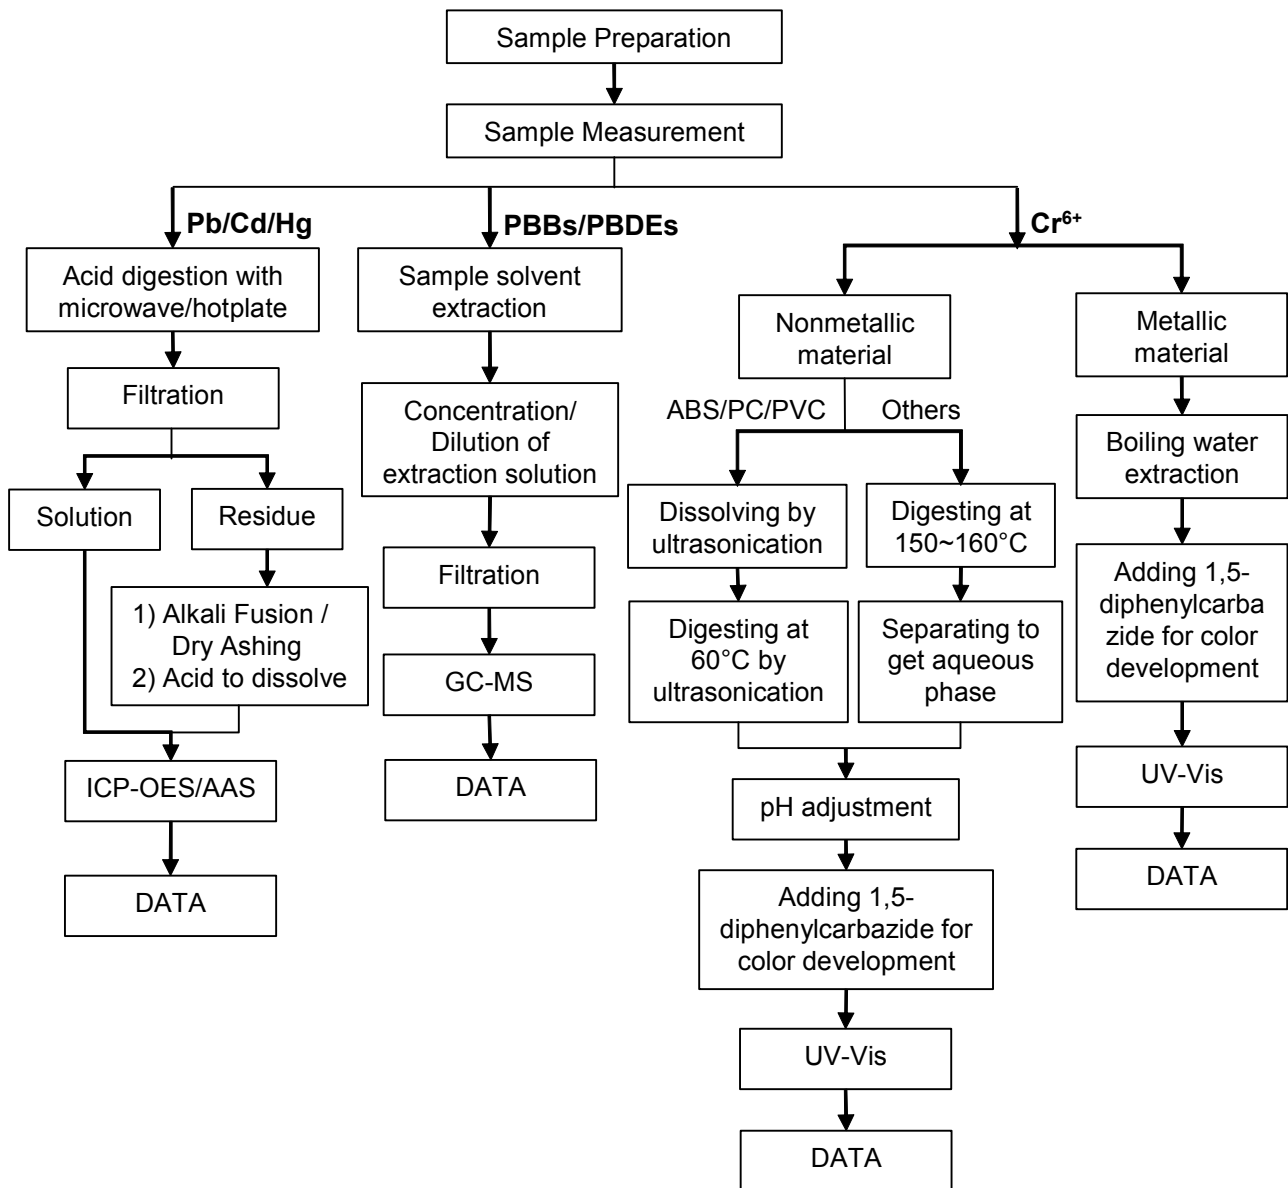 Sample Preparation
Sample Measurement
Pb/Cd/Hg
Acid digestion with
microwave/hotplate
Filtration
Solution
Residue
1) Alkali Fusion /
Dry Ashing
2) Acid to dissolve
ICP-OES/AAS
DATA
PBBs/PBDEs
Sample solvent
extraction
Concentration/
Dilution of
extraction solution
Filtration
GC-MS
DATA
Cr⁶⁺
Nonmetallic
material
ABS/PC/PVC
Others
Dissolving by
ultrasonication
Digesting at
60°C by
ultrasonication
Digesting at
150~160°C
Separating to
get aqueous
phase
pH adjustment
Adding 1,5-
diphenylcarbazide for
color development
UV-Vis
DATA
Metallic
material
Boiling water
extraction
Adding 1,5-
diphenylcarba
zide for color
development
UV-Vis
DATA